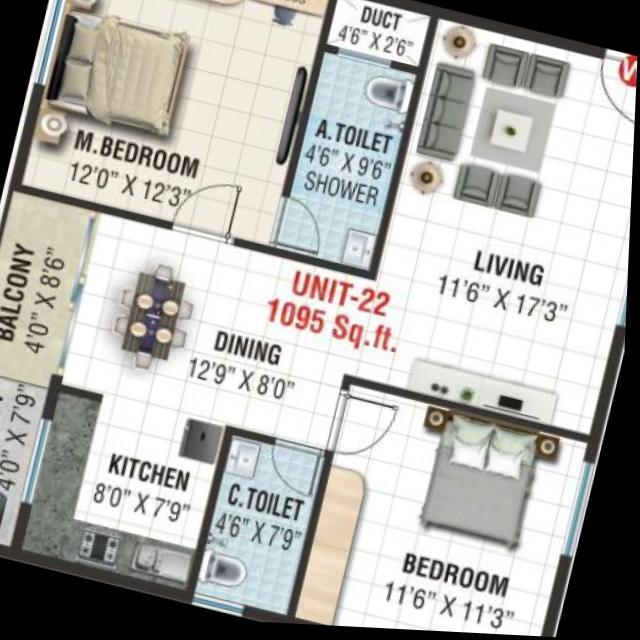 DUCT
4'6" X 2'6"
A.TOILET
4'6" X 9'6"
SHOWER
M.BEDROOM
12'0" X 12'3"
LIVING
11'6" X 17'3"
BALCONY
4'0" X 8'6"
UNIT-22
1095 Sq.ft.
DINING
12'9" X 8'0"
4'0" X 7'9"
KITCHEN
8'0" X 7'9"
C.TOILET
4'6" X 7'9"
BEDROOM
11'6" X 11'3"